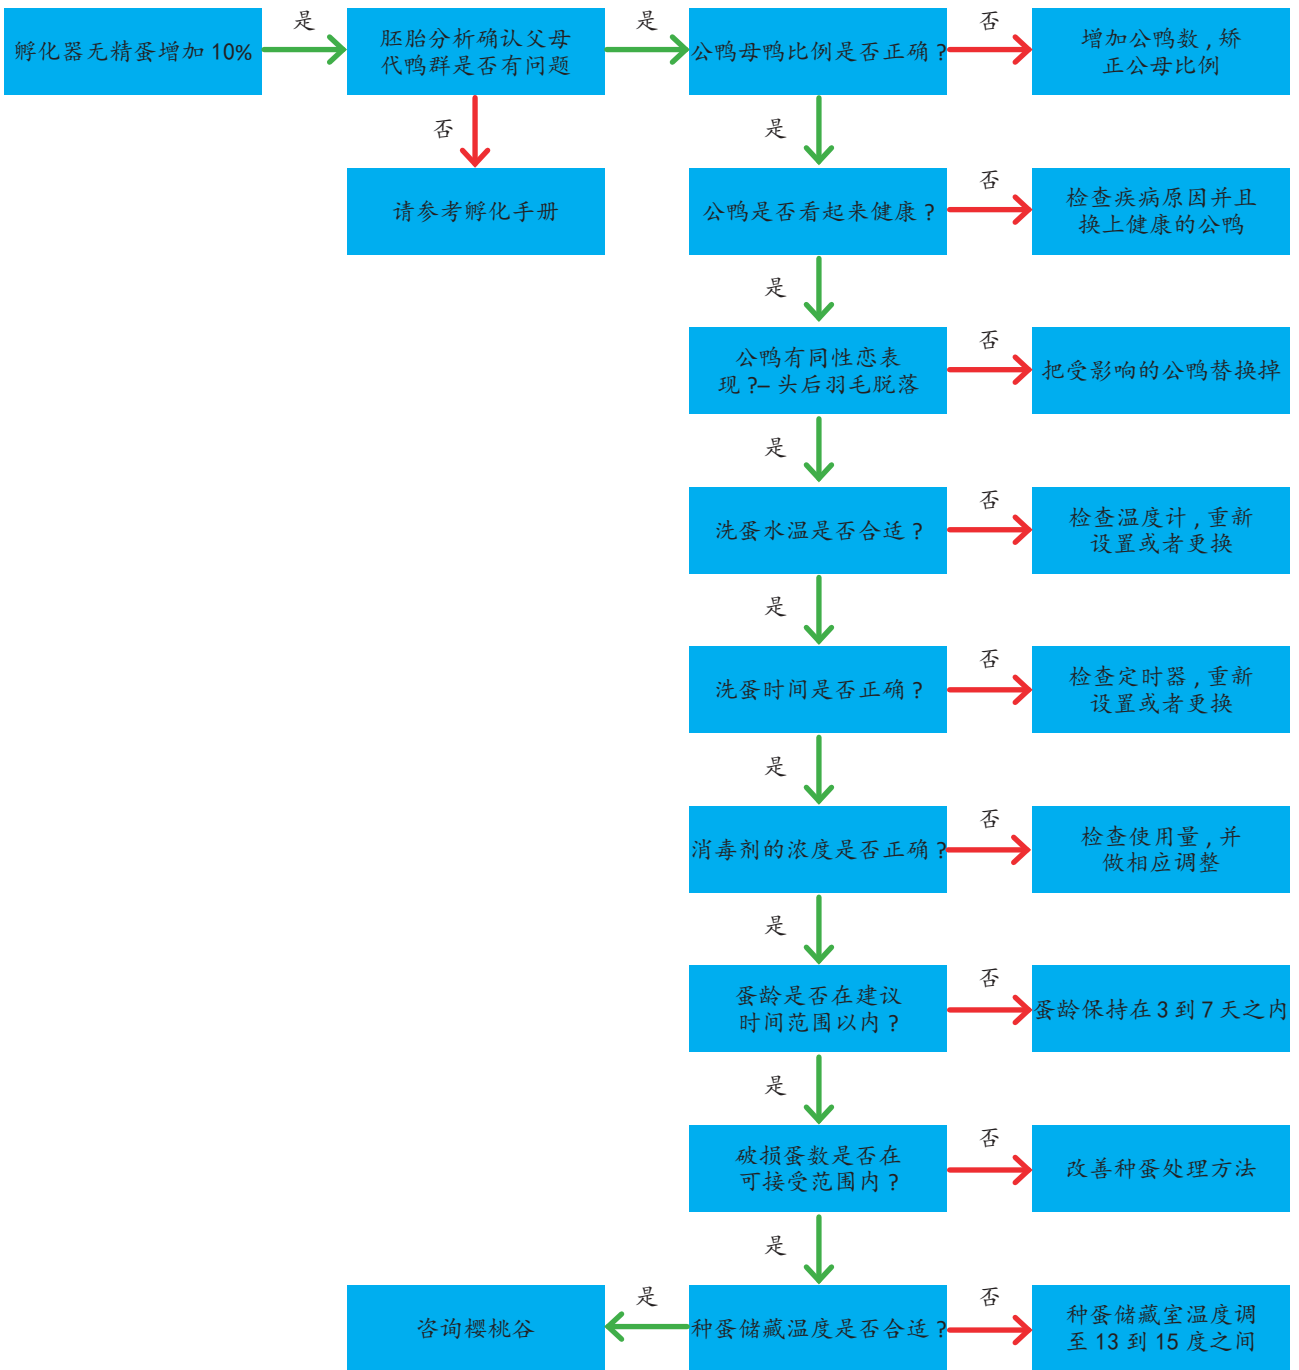 孵化器无精蛋增加 10%
是
胚胎分析确认父母
代鸭群是否有问题
是
公鸭母鸭比例是否正确?
否
增加公鸭数,矫
正公母比例
否
是
请参考孵化手册
公鸭是否看起来健康?
否
检查疾病原因并且
换上健康的公鸭
是
公鸭有同性恋表
现?– 头后羽毛脱落
否
把受影响的公鸭替换掉
是
洗蛋水温是否合适?
否
检查温度计,重新
设置或者更换
是
洗蛋时间是否正确?
否
检查定时器,重新
设置或者更换
是
消毒剂的浓度是否正确?
否
检查使用量,并
做相应调整
是
蛋龄是否在建议
时间范围以内?
否
蛋龄保持在 3 到 7 天之内
是
破损蛋数是否在
可接受范围内?
否
改善种蛋处理方法
是
咨询樱桃谷
是
种蛋储藏温度是否合适?
否
种蛋储藏室温度调
至 13 到 15 度之间